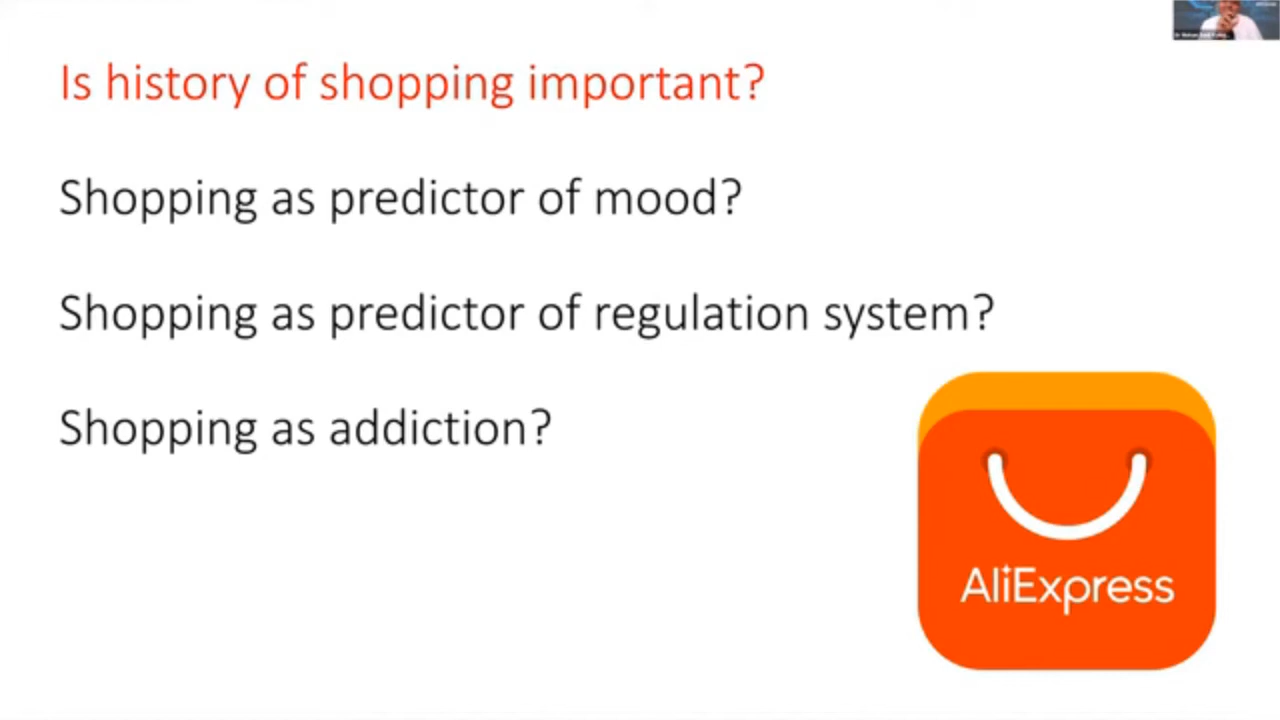 Is history of shopping important?
Shopping as predictor of mood?
Shopping as predictor of regulation system?
Shopping as addiction?
AliExpress